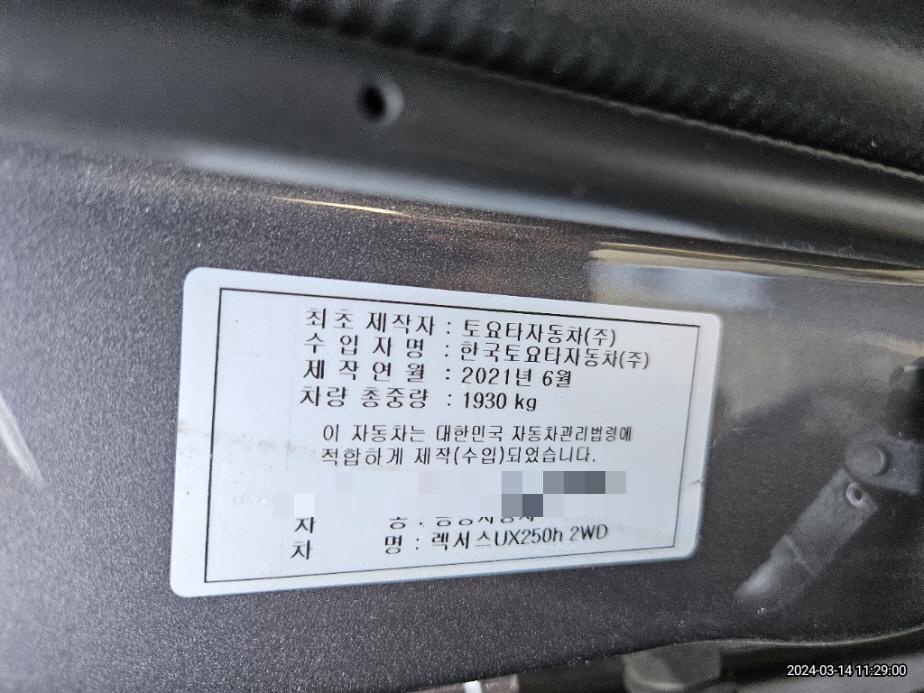 최초 제작자 : 토요타자동차(주)
수 입 자 명 : 한국토요타자동차(주)
제 작 연 월 : 2021년 6월
차량 총중량 : 1930 kg
이 자동차는 대한민국 자동차관리법령에
적합하게 제작(수입)되었습니다.
차 종 :
차 명 : 렉서스UX250h 2WD
2024-03-14 11:29:00